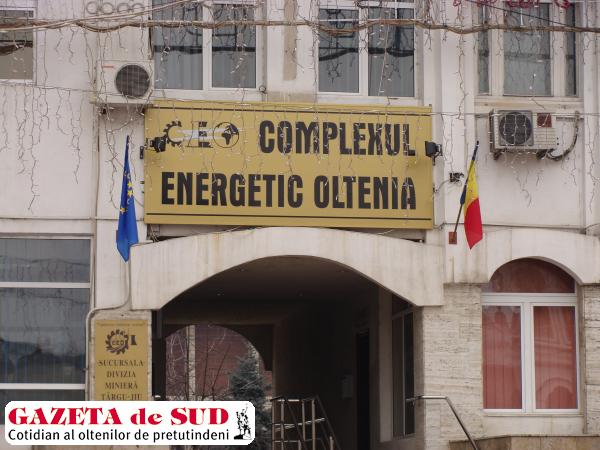 CEO COMPLEXUL
ENERGETIC OLTENIA
CEO
SUCURSALA
DIVIZIA
MINIERĂ
TÂRGU-JIU
GAZETA de SUD
Cotidian al oltenilor de pretutindeni